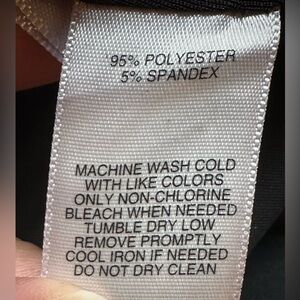 95% POLYESTER
5% SPANDEX
MACHINE WASH COLD
WITH LIKE COLORS
ONLY NON-CHLORINE
BLEACH WHEN NEEDED
TUMBLE DRY LOW
REMOVE PROMPTLY
COOL IRON IF NEEDED
DO NOT DRY CLEAN